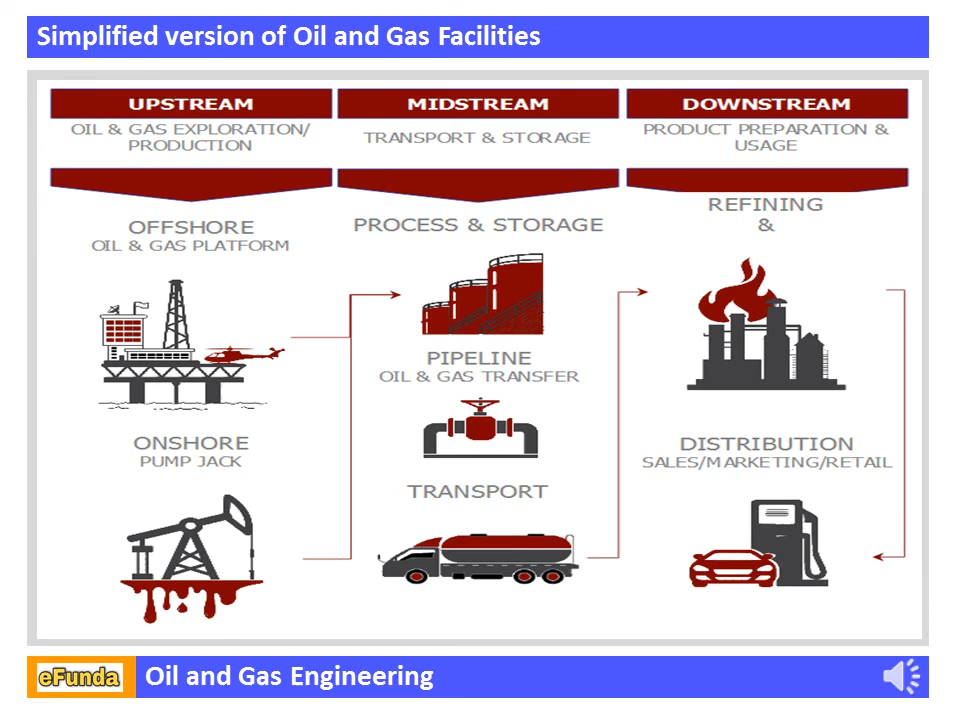 Simplified version of Oil and Gas Facilities
UPSTREAM
OIL & GAS EXPLORATION/
PRODUCTION
MIDSTREAM
TRANSPORT & STORAGE
DOWNSTREAM
PRODUCT PREPARATION &
USAGE
OFFSHORE
OIL & GAS PLATFORM
ONSHORE
PUMP JACK
PROCESS & STORAGE
PIPELINE
OIL & GAS TRANSFER
TRANSPORT
REFINING
&
DISTRIBUTION
SALES/MARKETING/RETAIL
eFunda
Oil and Gas Engineering